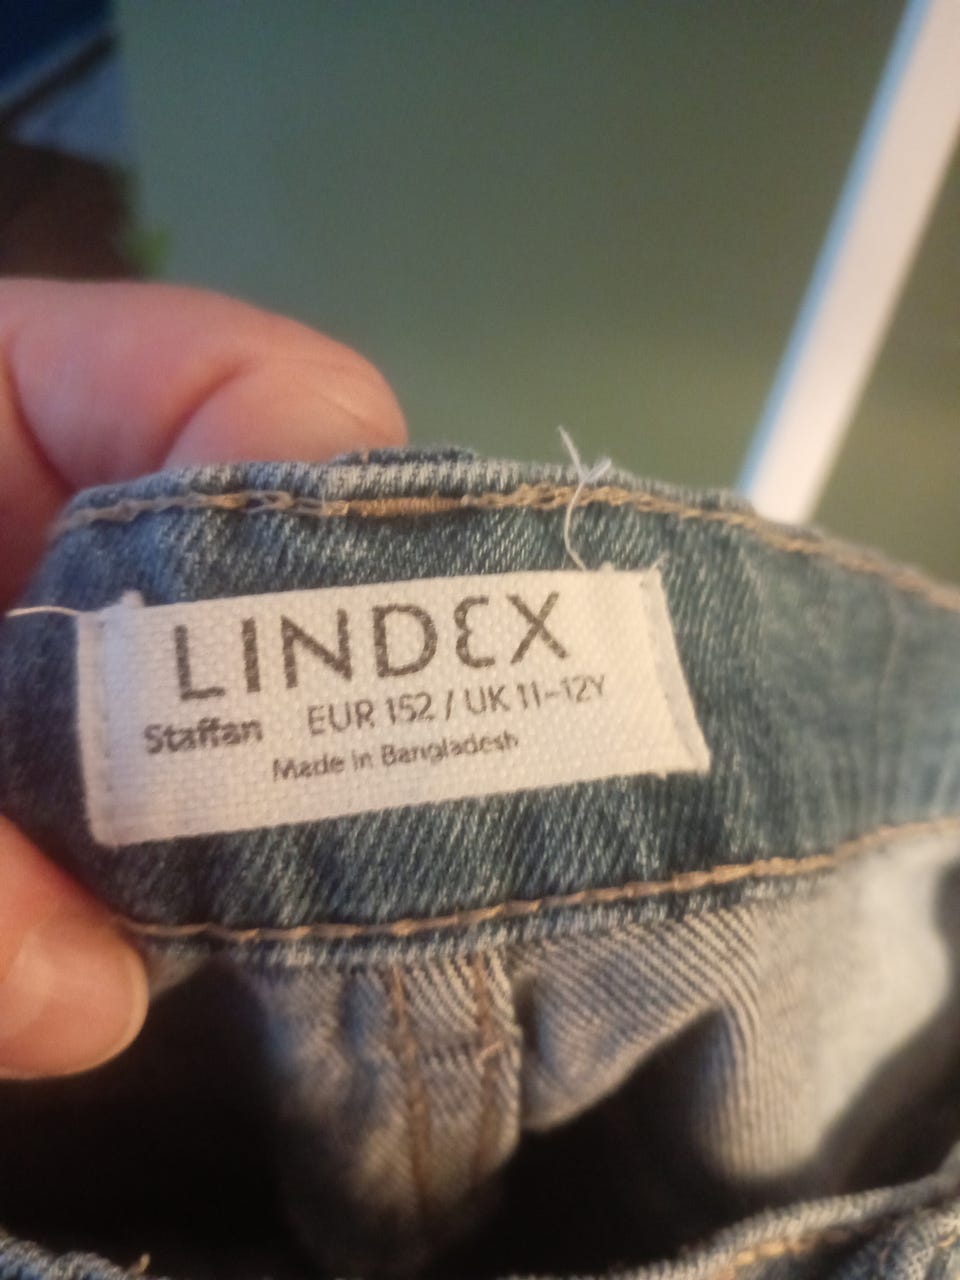 LINDEX
Staffan EUR 152 / UK 11-12Y
Made in Bangladesh